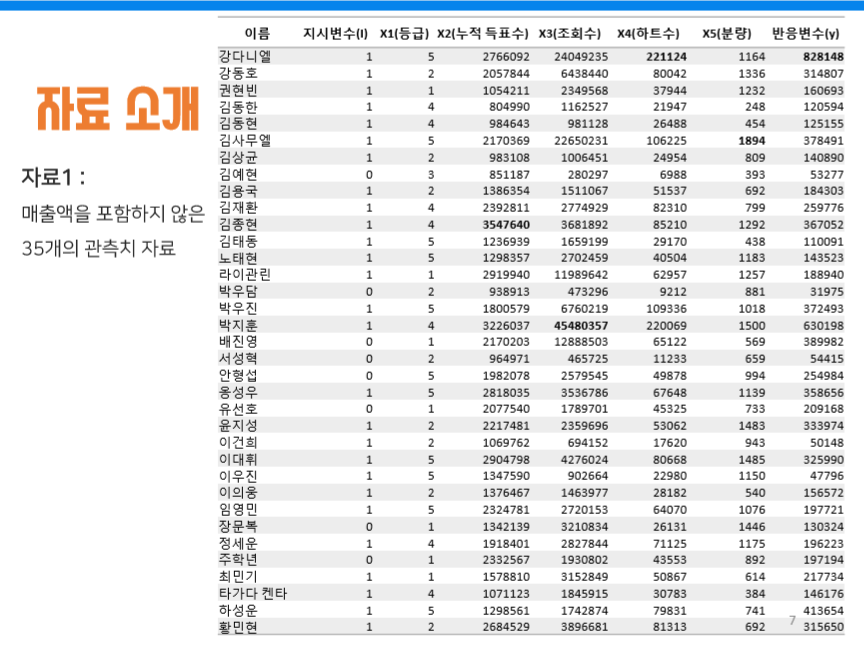 자료 소개
자료1 :
매출액을 포함하지 않은
35개의 관측치 자료
이름 지시변수(I) X1(등급) X2(누적 득표수) X3(조회수) X4(하트수) X5(분량) 반응변수(y)
강다니엘 1 5 2766092 24049235 221124 1164 828148
강동호 1 2 2057844 6438440 80042 1336 314807
권현빈 1 1 1054211 2349568 37944 1232 160693
김동한 1 4 804990 1162527 21947 248 120594
김동현 1 4 984643 981128 26488 454 125155
김사무엘 1 5 2170369 22650231 106225 1894 378491
김상균 1 2 983108 1006451 24954 809 140890
김예현 0 3 851187 280297 6988 393 53277
김용국 1 2 1386354 1511067 51537 692 184303
김재환 1 4 2392811 2774929 82310 799 259776
김종현 1 4 3547640 3681892 85210 1292 367052
김태동 1 5 1236939 1659199 29170 438 110091
노태현 1 5 1298357 2702459 40504 1183 143523
라이관린 1 1 2919940 11989642 62957 1257 188940
박우담 0 2 938913 473296 9212 881 31975
박우진 1 5 1800579 6760219 109336 1018 372493
박지훈 1 4 3226037 45480357 220069 1500 630198
배진영 0 1 2170203 12888503 65122 569 389982
서성혁 0 2 964971 465725 11233 659 54415
안형섭 0 5 1982078 2579545 49878 994 254984
옹성우 1 5 2818035 3536786 67648 1139 358656
유선호 0 1 2077540 1789701 45325 733 209168
윤지성 1 2 2217481 2359696 53062 1483 333974
이건희 1 2 1069762 694152 17620 943 50148
이대휘 1 5 2904798 4276024 80668 1485 325990
이우진 1 5 1347590 902664 22980 1150 47796
이의웅 1 2 1376467 1463977 28182 540 156572
임영민 1 5 2324781 2720153 64070 1076 197721
장문복 0 1 1342139 3210834 26131 1446 130324
정세운 1 4 1918401 2827844 71125 1175 196223
주학년 0 1 2332567 1930802 43553 892 197194
최민기 1 1 1578810 3152849 50867 614 217734
타가다 켄타 1 4 1071123 1845915 30783 384 146176
하성운 1 5 1298561 1742874 79831 741 413654
황민현 1 2 2684529 3896681 81313 692 315650
7